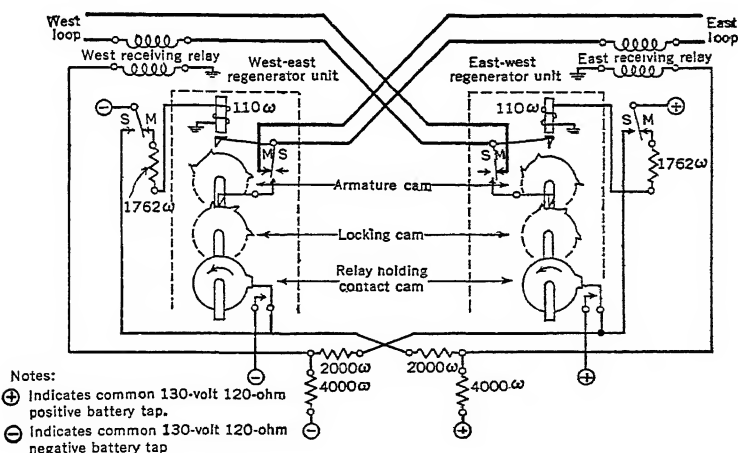 West
loop
East
loop
West receiving relay
East receiving relay
West-east
regenerator unit
East-west
regenerator unit
110ω
110ω
S M
M S
S M
S M
1762ω
1762ω
Armature cam
Locking cam
Relay holding
contact cam
2000ω
4000ω
2000ω
4000ω
Notes:
⊕ Indicates common 130-volt 120-ohm
positive battery tap.
⊖ Indicates common 130-volt 120-ohm
negative battery tap